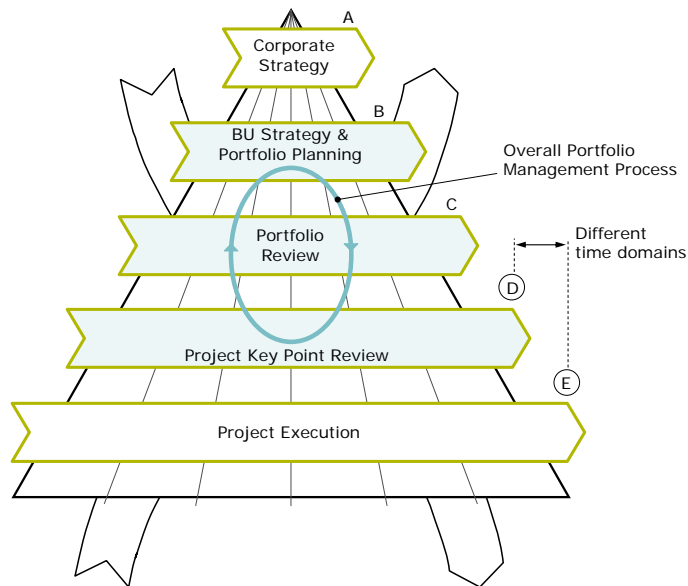 A
Corporate
Strategy
B
BU Strategy &
Portfolio Planning
Overall Portfolio
Management Process
C
Portfolio
Review
Different
time domains
D
Project Key Point Review
E
Project Execution